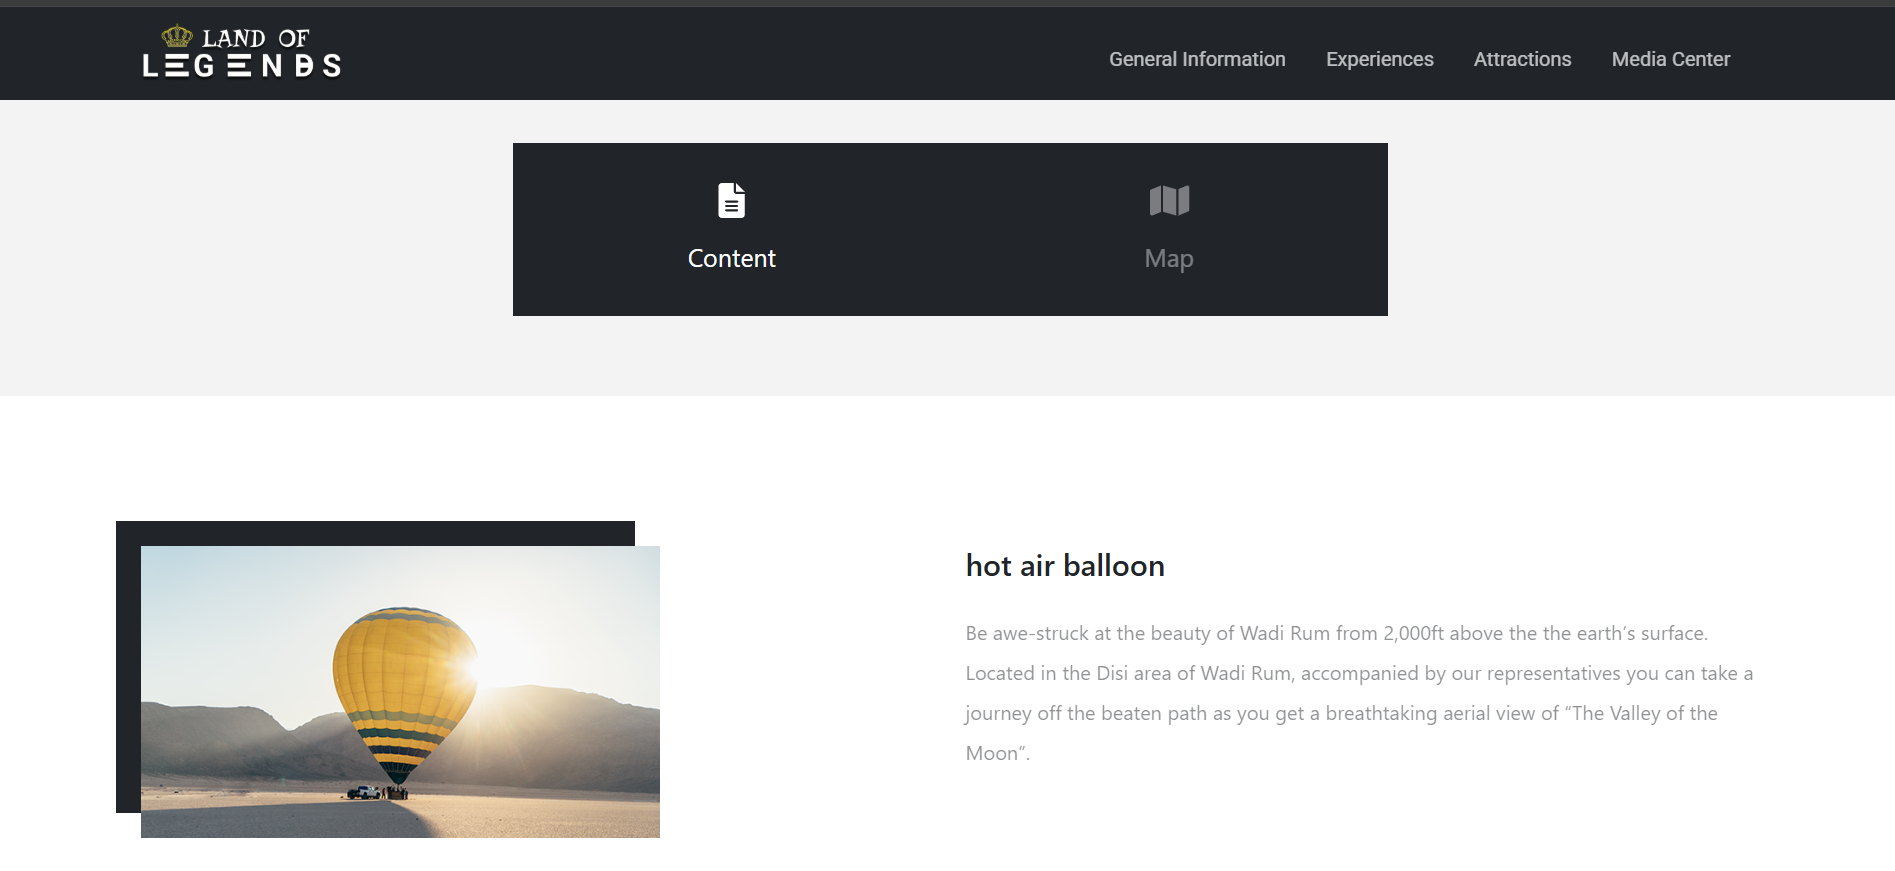 LAND OF
LEGENDS
General Information Experiences Attractions Media Center
Content Map
hot air balloon
Be awe-struck at the beauty of Wadi Rum from 2,000ft above the the earth’s surface.
Located in the Disi area of Wadi Rum, accompanied by our representatives you can take a
journey off the beaten path as you get a breathtaking aerial view of “The Valley of the
Moon”.